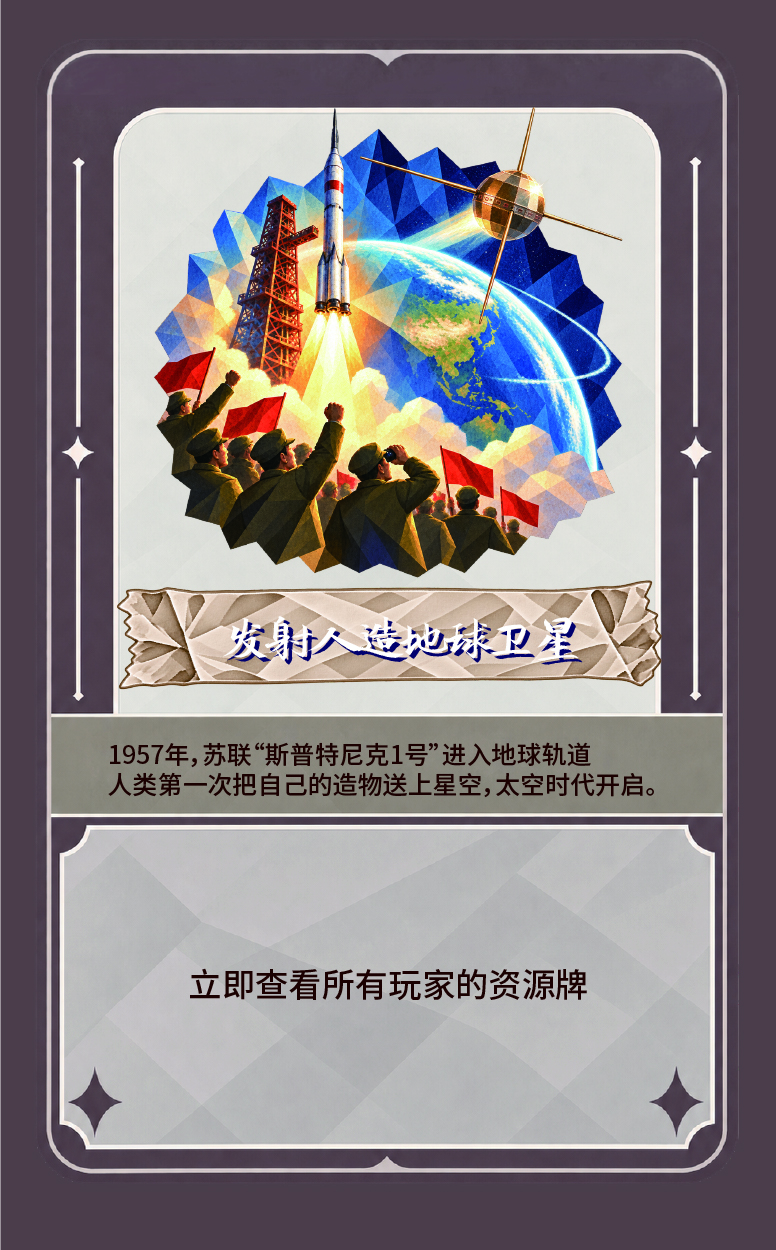 发射人造地球卫星
1957年，苏联“斯普特尼克1号”进入地球轨道
人类第一次把自己的造物送上星空，太空时代开启。
立即查看所有玩家的资源牌